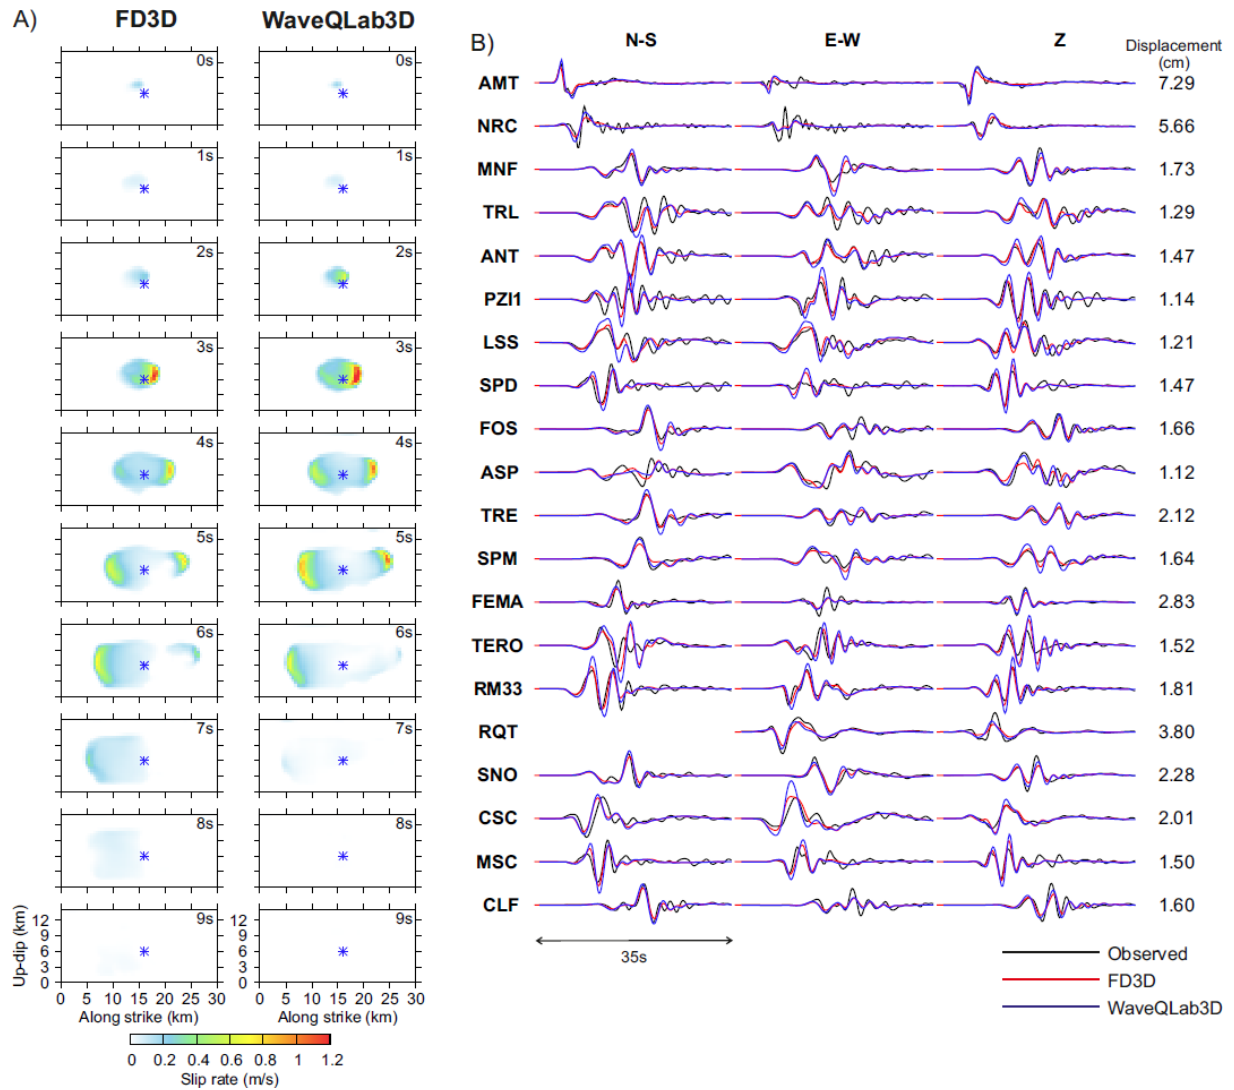 A)
FD3D
WaveQLab3D
0s
0s
1s
1s
2s
2s
3s
3s
4s
4s
5s
5s
6s
6s
7s
7s
8s
8s
9s
9s
12
9
6
3
0
12
9
6
3
0
Up-dip (km)
0 5 10 15 20 25 30
0 5 10 15 20 25 30
Along strike (km)
Along strike (km)
0 0.2 0.4 0.6 0.8 1 1.2
Slip rate (m/s)
B)
N-S E-W Z Displacement
(cm)
AMT 7.29
NRC 5.66
MNF 1.73
TRL 1.29
ANT 1.47
PZI1 1.14
LSS 1.21
SPD 1.47
FOS 1.66
ASP 1.12
TRE 2.12
SPM 1.64
FEMA 2.83
TERO 1.52
RM33 1.81
RQT 3.80
SNO 2.28
CSC 2.01
MSC 1.50
CLF 1.60
35s
Observed
FD3D
WaveQLab3D